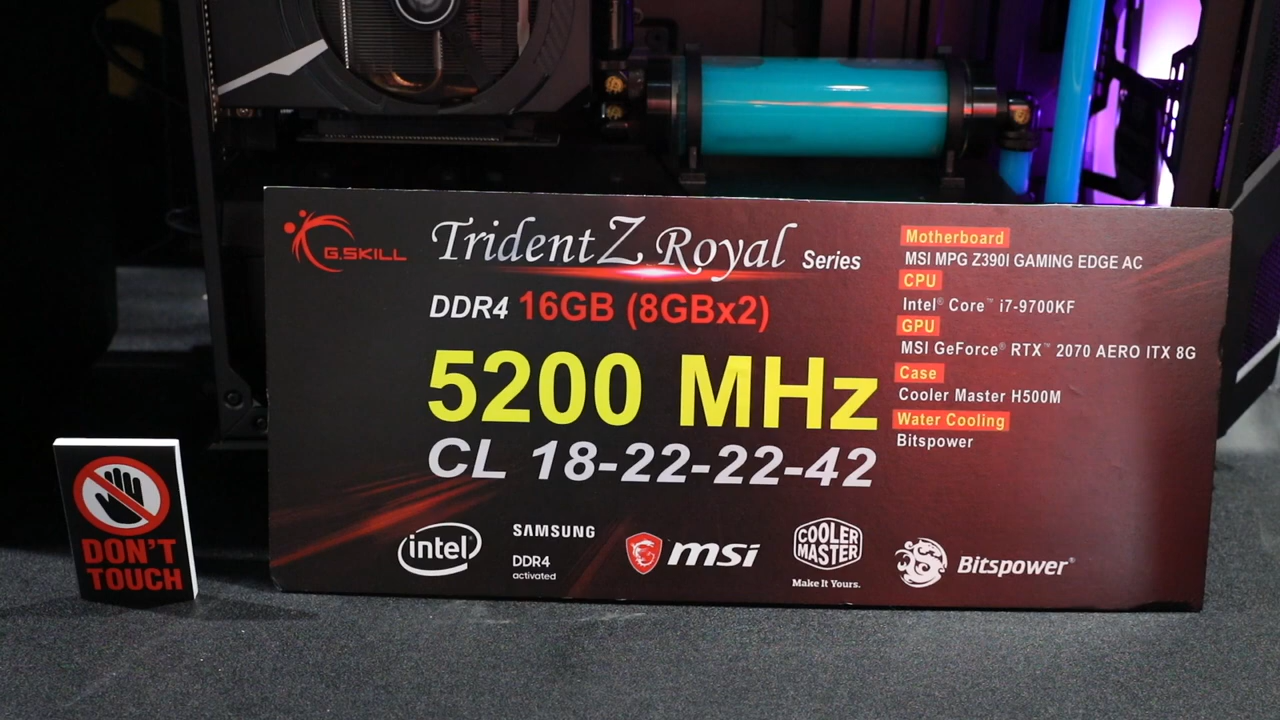 G.SKILL
Trident Z Royal Series
DDR4 16GB (8GBx2)
5200 MHz
CL 18-22-22-42
Motherboard
MSI MPG Z390I GAMING EDGE AC
CPU
Intel® Core™ i7-9700KF
GPU
MSI GeForce® RTX™ 2070 AERO ITX 8G
Case
Cooler Master H500M
Water Cooling
Bitspower
intel
SAMSUNG
DDR4
activated
msi
COOLER
MASTER
Make It Yours.
Bitspower®
DON'T
TOUCH